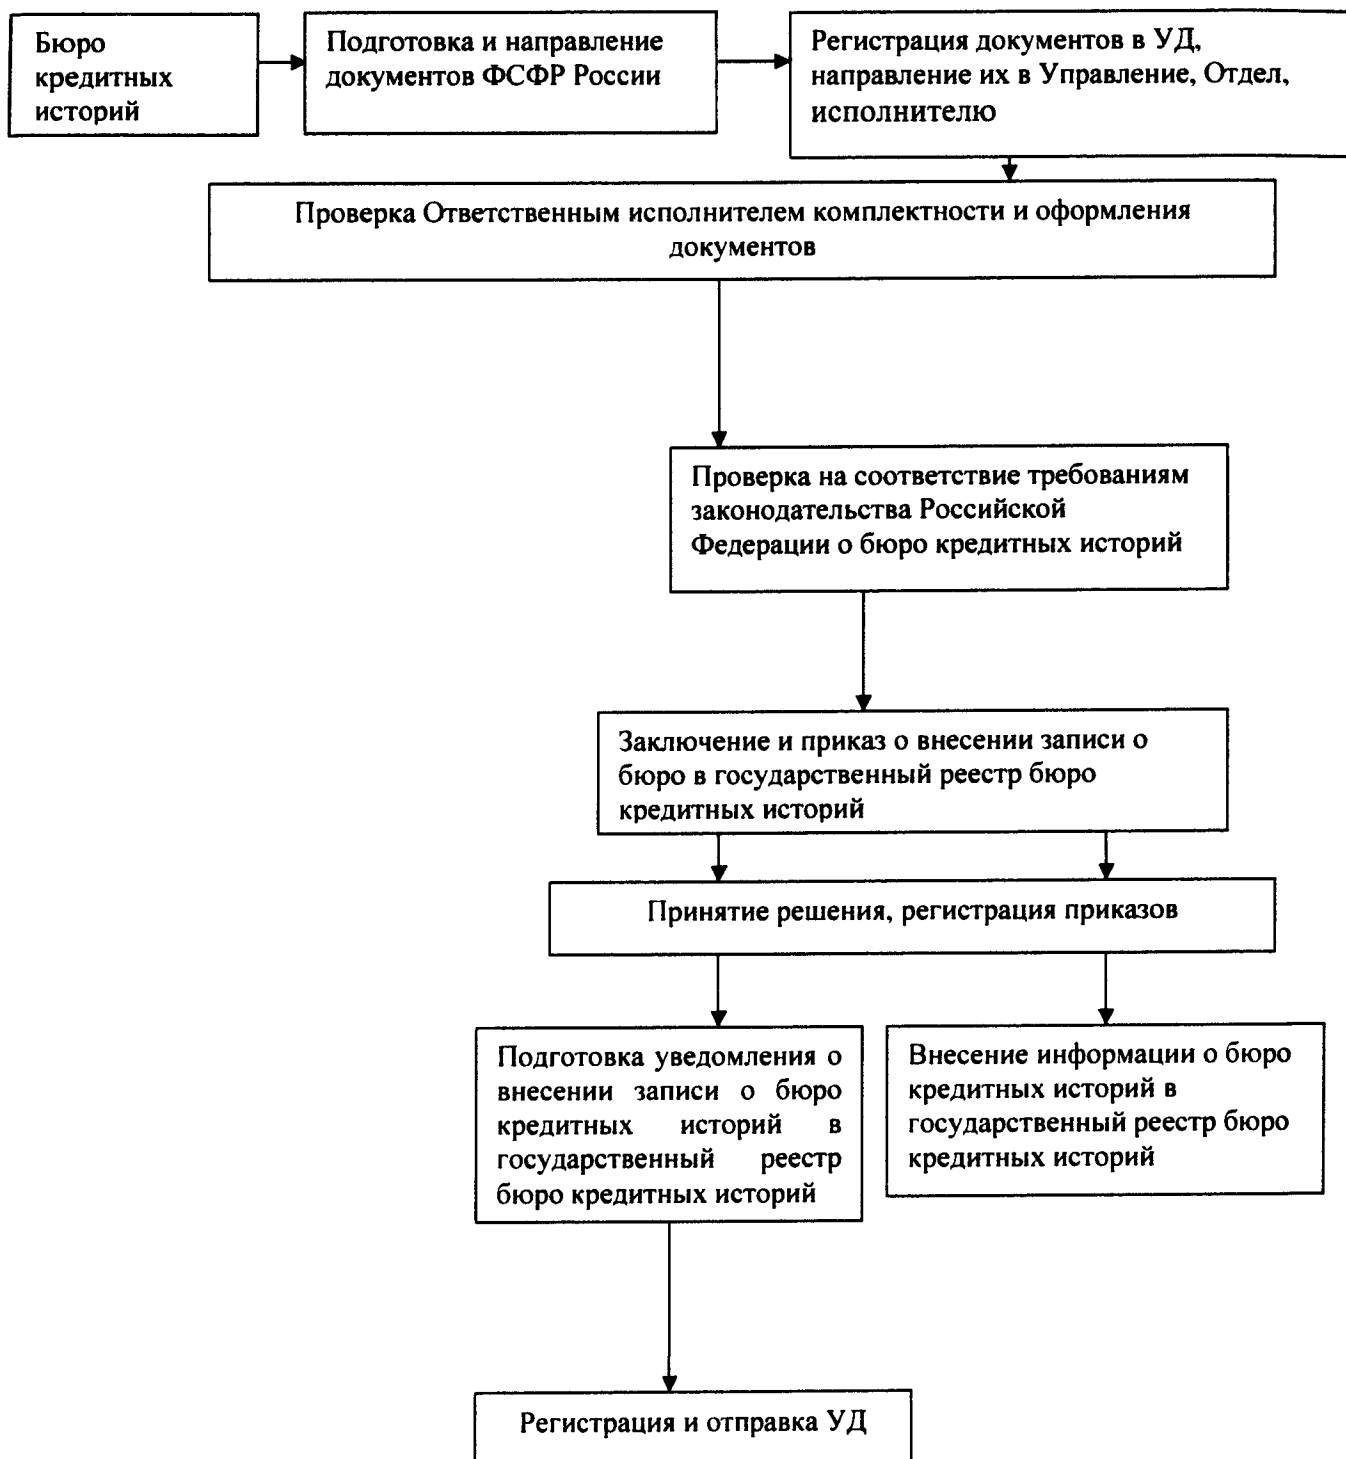 Бюро
кредитных
историй
Подготовка и направление
документов ФСФР России
Регистрация документов в УД,
направление их в Управление, Отдел,
исполнителю
Проверка Ответственным исполнителем комплектности и оформления
документов
Проверка на соответствие требованиям
законодательства Российской
Федерации о бюро кредитных историй
Заключение и приказ о внесении записи о
бюро в государственный реестр бюро
кредитных историй
Принятие решения, регистрация приказов
Подготовка уведомления о
внесении записи о бюро
кредитных историй в
государственный реестр
бюро кредитных историй
Внесение информации о бюро
кредитных историй в
государственный реестр бюро
кредитных историй
Регистрация и отправка УД